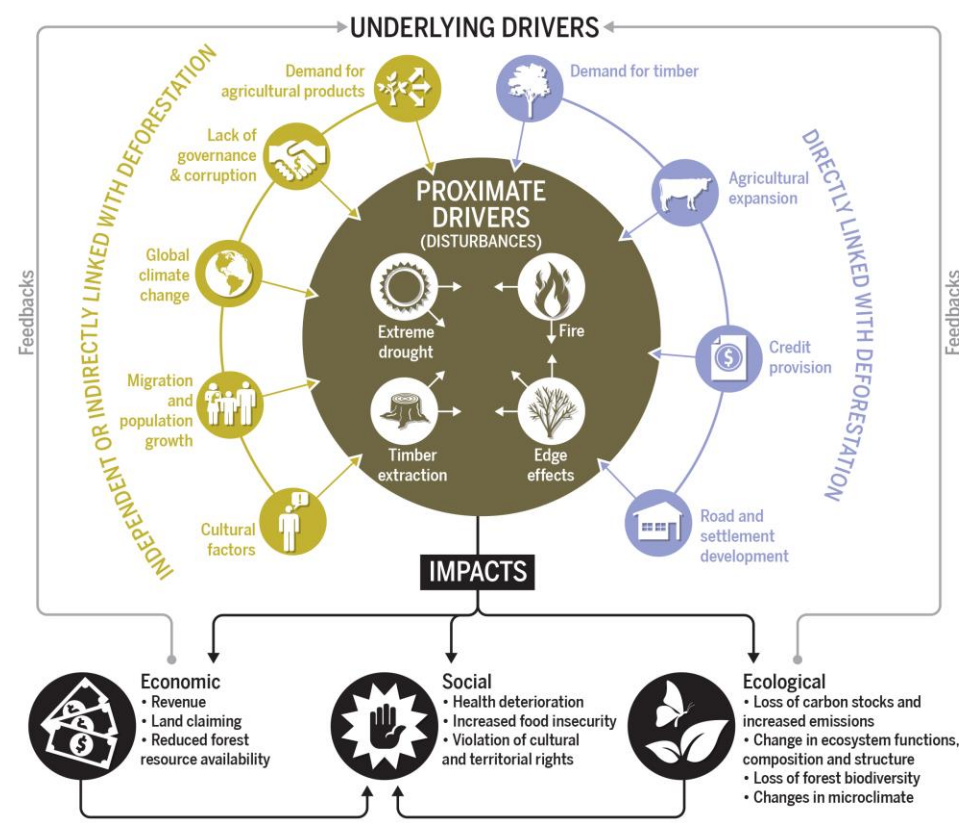 UNDERLYING DRIVERS
INDEPENDENT OR INDIRECTLY LINKED WITH DEFORESTATION
Demand for
agricultural products
Lack of
governance
& corruption
Global
climate
change
Migration
and
population
growth
Cultural
factors
Demand for timber
Agricultural
expansion
Credit
provision
Road and
settlement
development
DIRECTLY LINKED WITH DEFORESTATION
Feedbacks
Feedbacks
PROXIMATE
DRIVERS
(DISTURBANCES)
Extreme
drought
Fire
Timber
extraction
Edge
effects
$
IMPACTS
Economic
• Revenue
• Land claiming
• Reduced forest
resource availability
$
Social
• Health deterioration
• Increased food insecurity
• Violation of cultural
and territorial rights
Ecological
• Loss of carbon stocks and
increased emissions
• Change in ecosystem functions,
composition and structure
• Loss of forest biodiversity
• Changes in microclimate